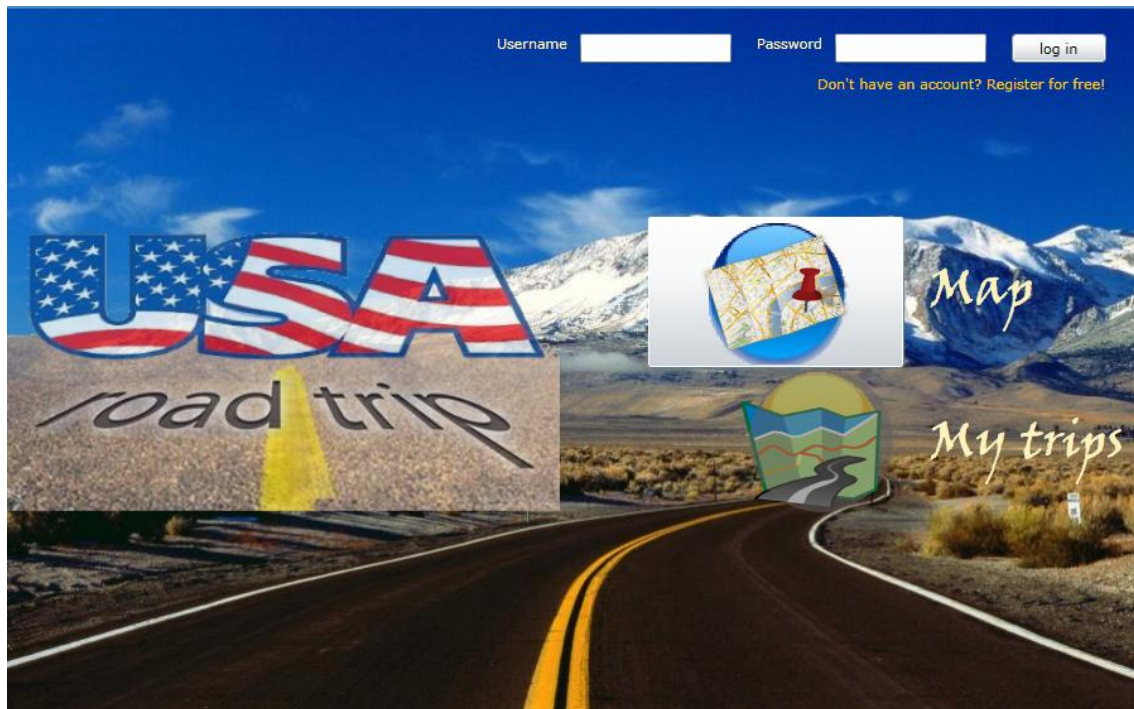 Username Password log in
Don't have an account? Register for free!
USA
road trip
Map
My trips